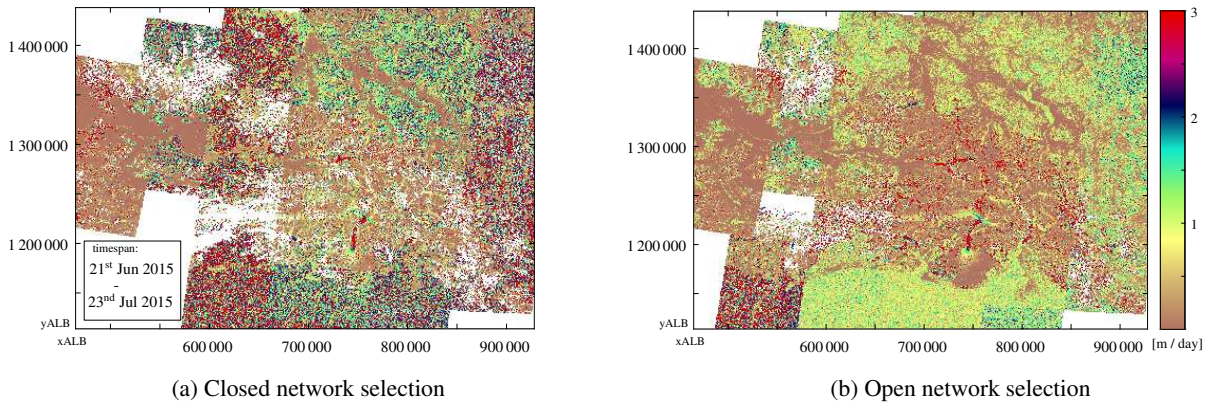 1 400 000
1 300 000
1 200 000
yALB
xALB
600 000
700 000
800 000
900 000
timespan:
21st Jun 2015
-
23nd Jul 2015
(a) Closed network selection
1 400 000
1 300 000
1 200 000
yALB
xALB
600 000
700 000
800 000
900 000
3
2
1
[m / day]
(b) Open network selection